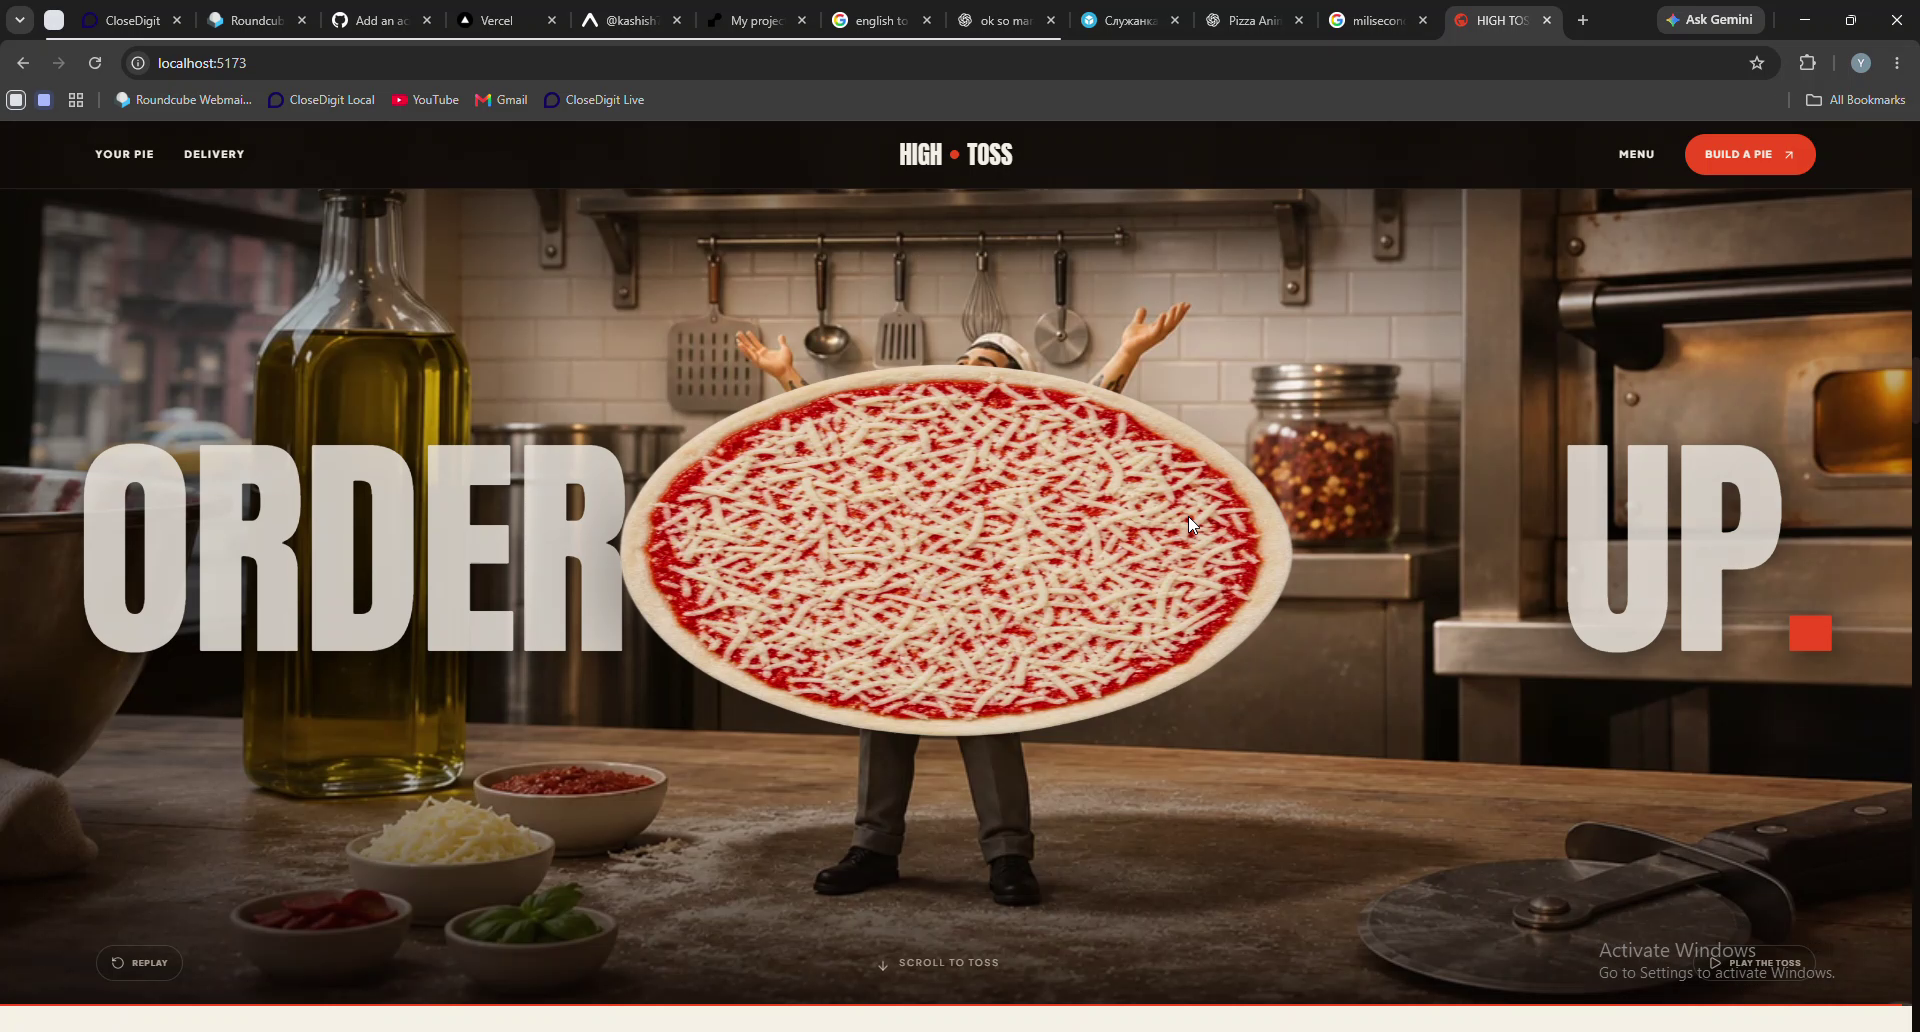 CloseDigit
Roundcub
Add an ac
Vercel
@kashish
My projec
english to
ok so mar
Служанка
Pizza Ani
milisecon
HIGH TOS
Ask Gemini
localhost:5173
Y
Roundcube Webmai...
CloseDigit Local
YouTube
Gmail
CloseDigit Live
All Bookmarks
YOUR PIE
DELIVERY
HIGH • TOSS
MENU
BUILD A PIE
ORDER
UP.
REPLAY
SCROLL TO TOSS
PLAY THE TOSS
Activate Windows
Go to Settings to activate Windows.